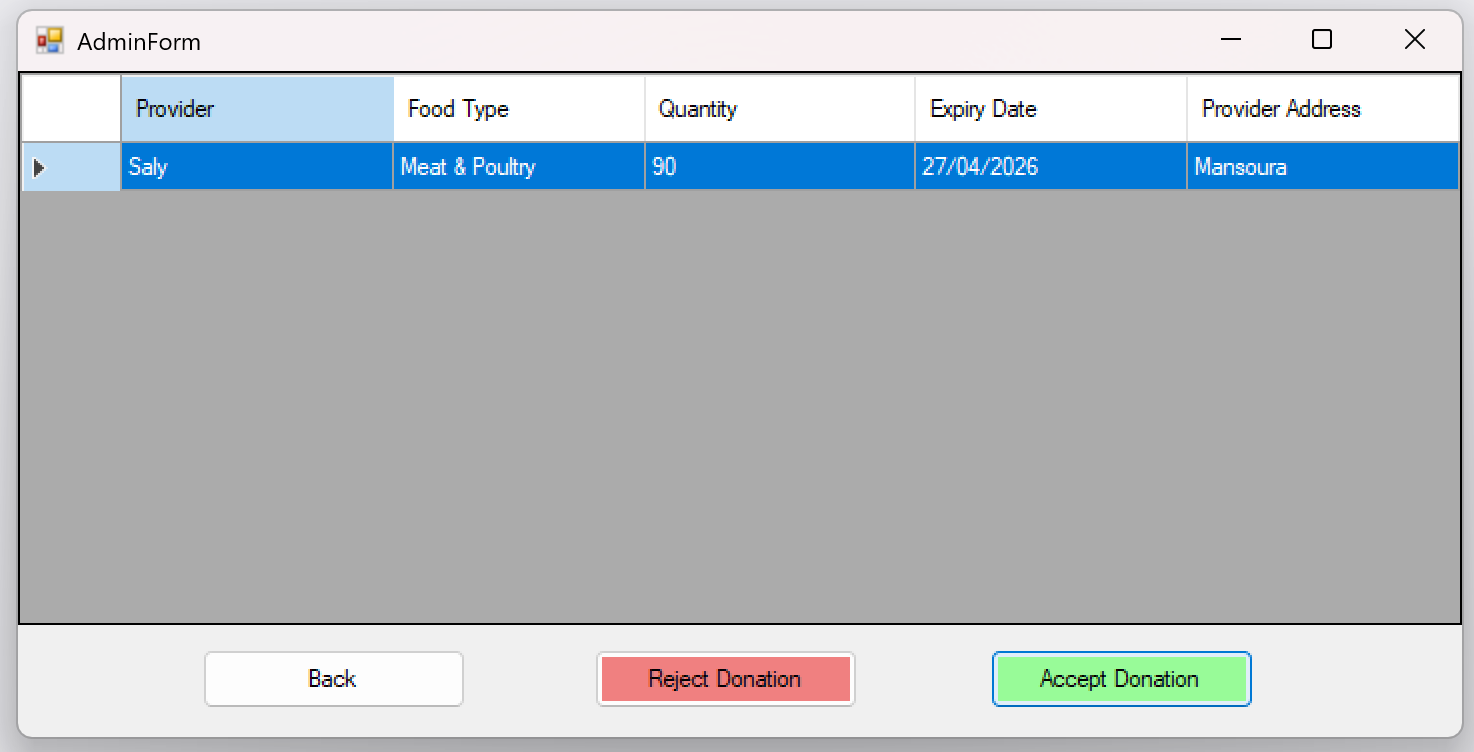 AdminForm
Provider Food Type Quantity Expiry Date Provider Address
Saly Meat & Poultry 90 27/04/2026 Mansoura
Back Reject Donation Accept Donation